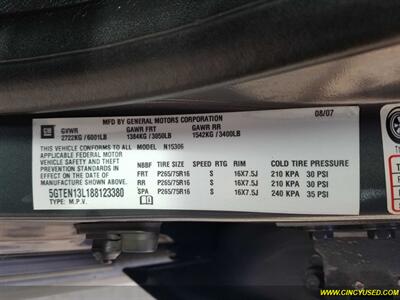 MFD BY GENERAL MOTORS CORPORATION
08/07
GM
GVWR GAWR FRT GAWR RR
2722KG / 6001LB 1384KG / 3050LB 1542KG / 3400LB
THIS VEHICLE CONFORMS TO ALL MODEL N15306
APPLICABLE FEDERAL MOTOR
VEHICLE SAFETY AND THEFT
PREVENTION STANDARDS IN
EFFECT ON THE DATE OF
MANUFACTURE SHOWN ABOVE.
5GTEN13L188123380
TYPE: M.P.V.
TIRE SIZE SPEED RTG RIM COLD TIRE PRESSURE
FRT P265/75R16 S 16X7.5J 210 KPA 30 PSI
RR P265/75R16 S 16X7.5J 210 KPA 30 PSI
SPA P265/75R16 S 16X7.5J 240 KPA 35 PSI
WWW.CINCYUSED.COM